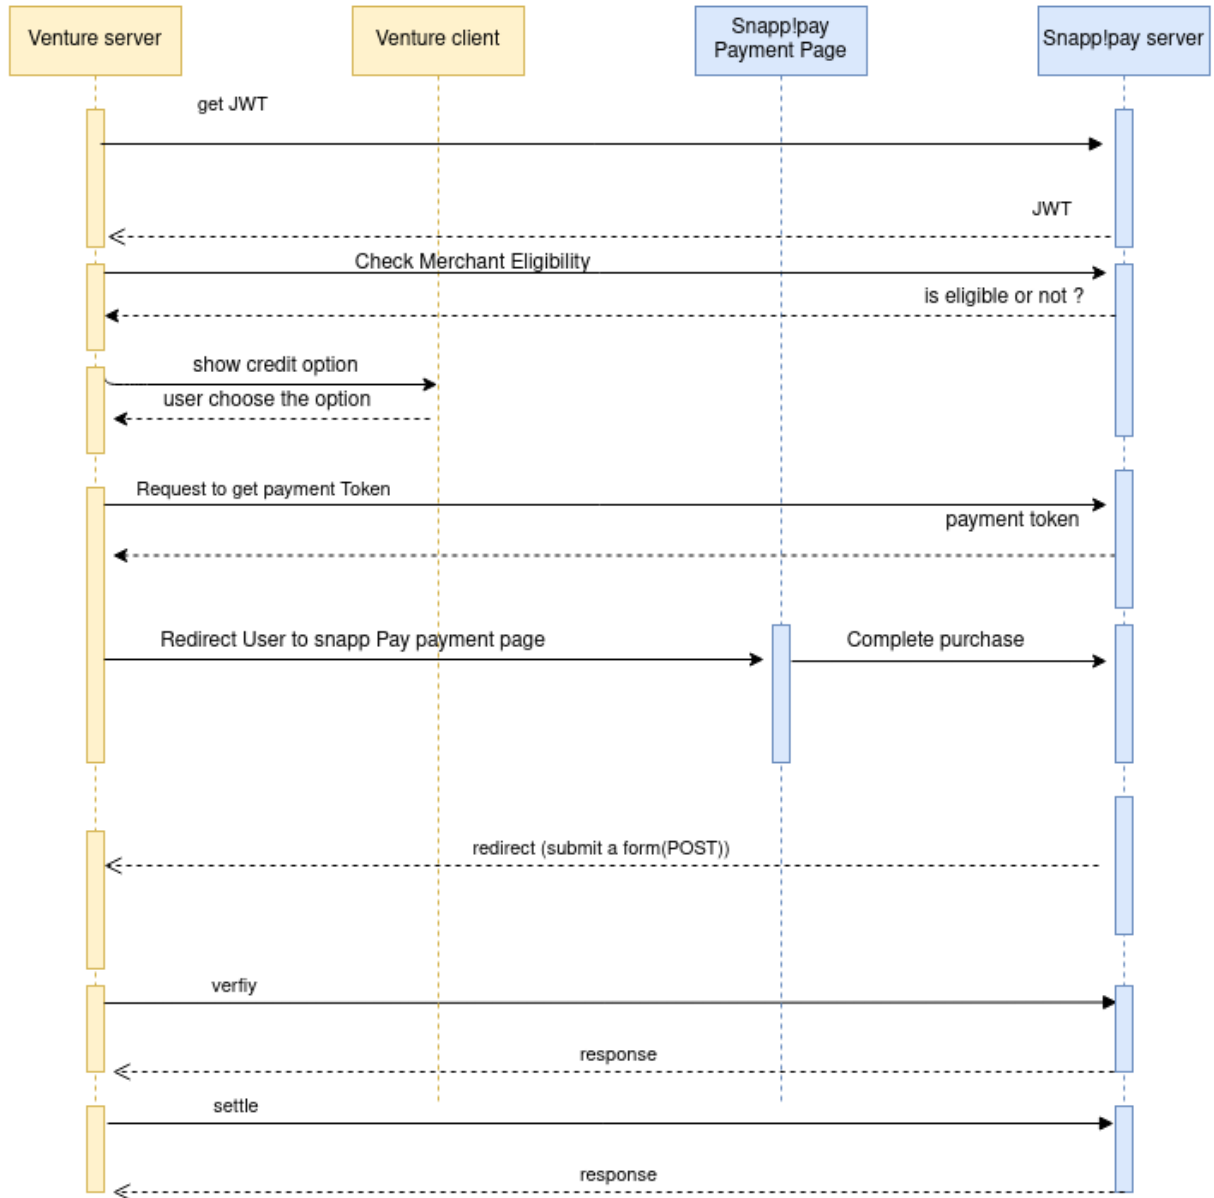 Venture server
Venture client
Snapp!pay
Payment Page
Snapp!pay server
get JWT
JWT
Check Merchant Eligibility
is eligible or not ?
show credit option
user choose the option
Request to get payment Token
payment token
Redirect User to snapp Pay payment page
Complete purchase
redirect (submit a form(POST))
verfiy
response
settle
response